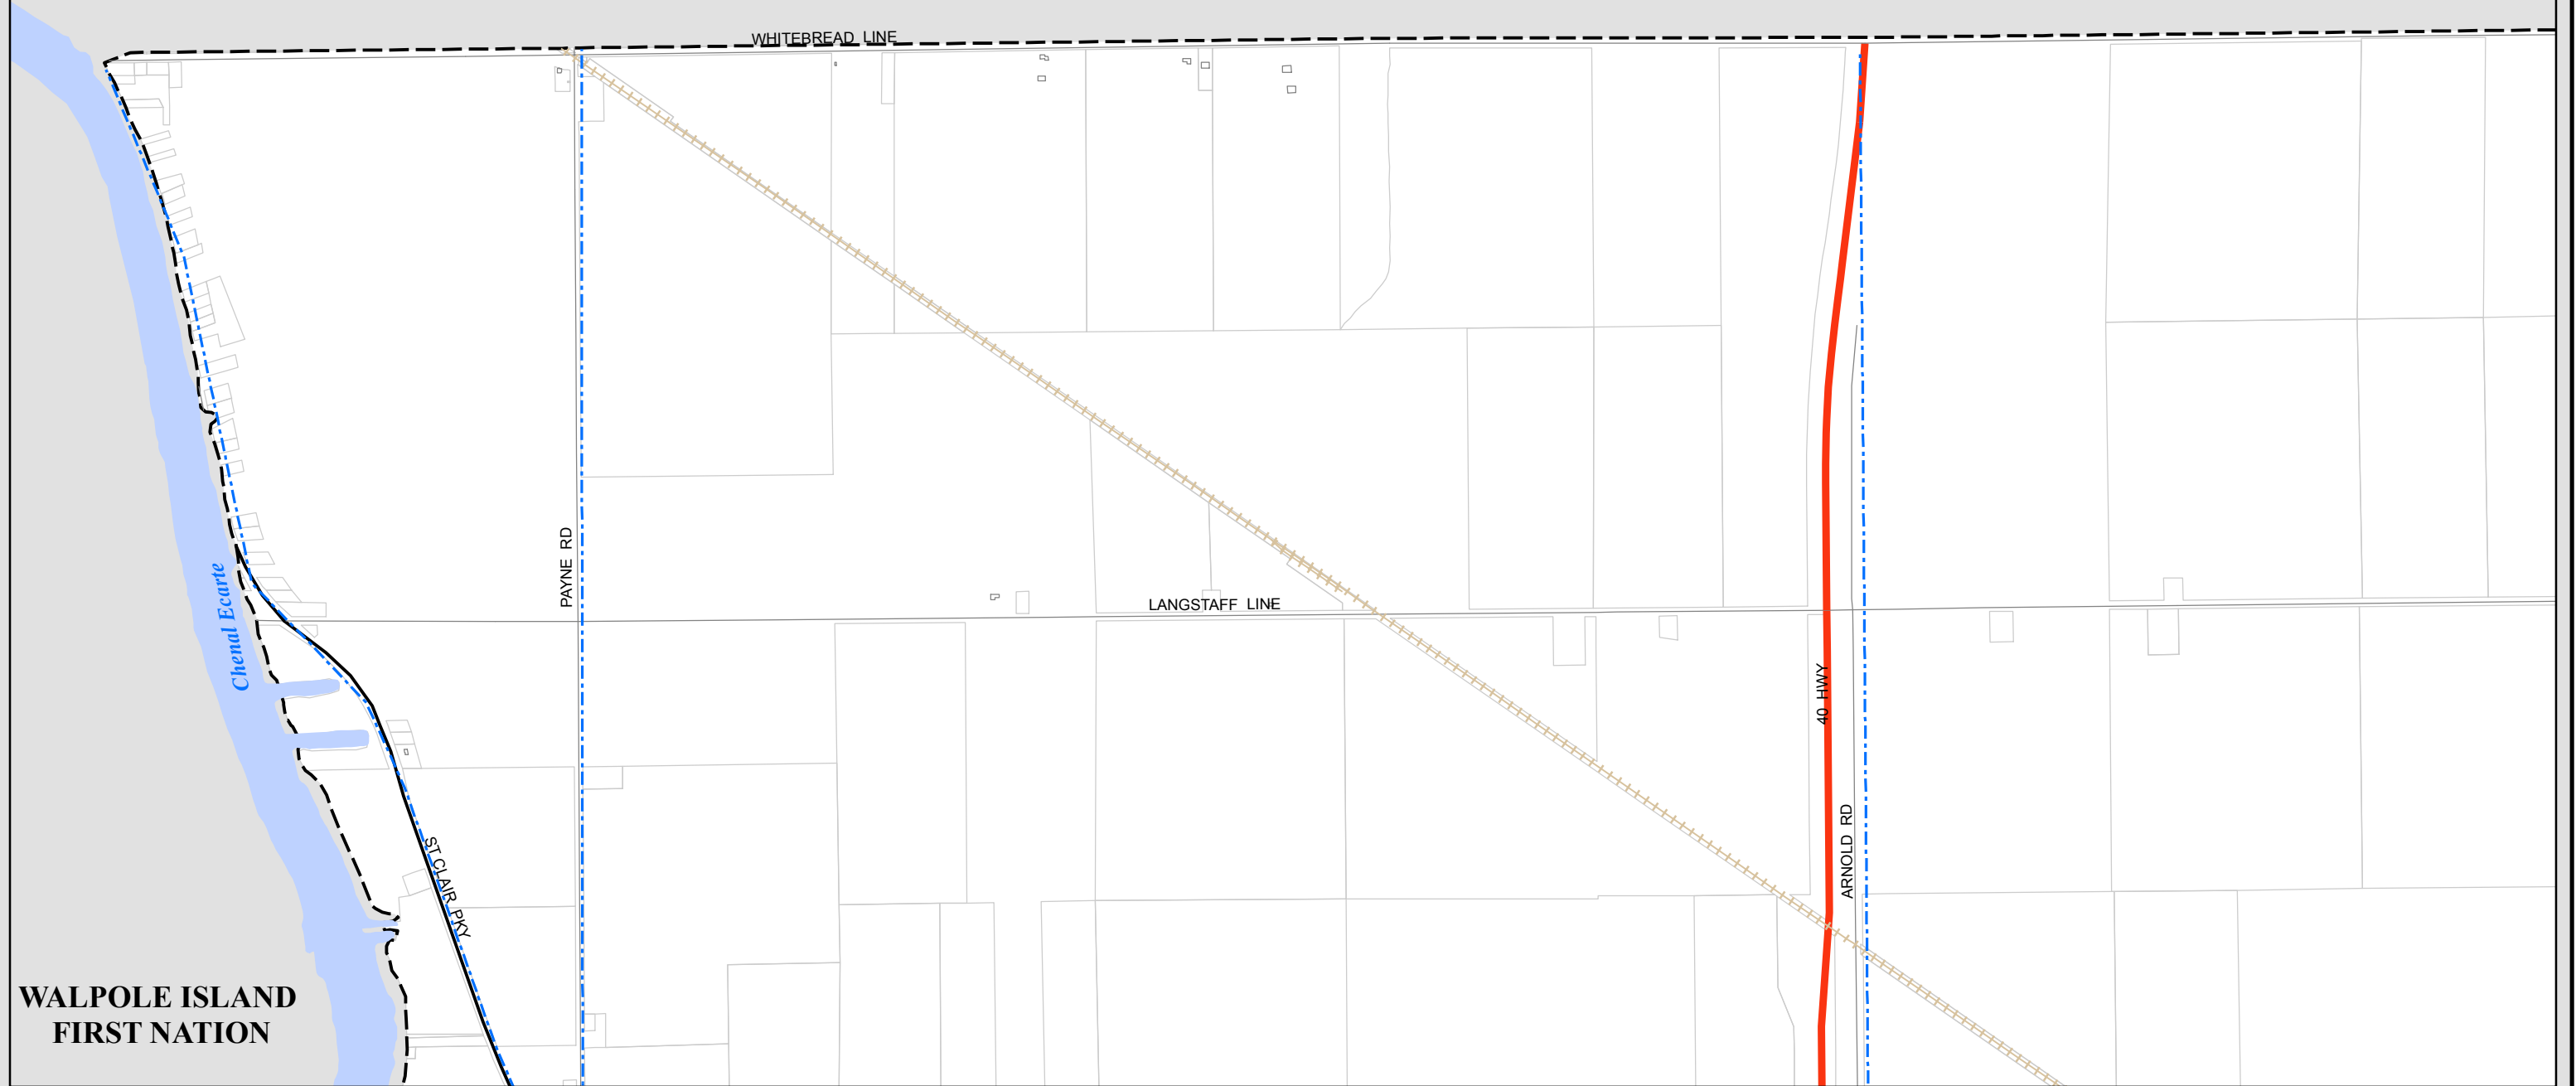 WHITEBREAD LINE
PAYNE RD
LANGSTAFF LINE
Chenal Ecarte
40 HWY
ARNOLD RD
ST CLAIR PKY
WALPOLE ISLAND
FIRST NATION